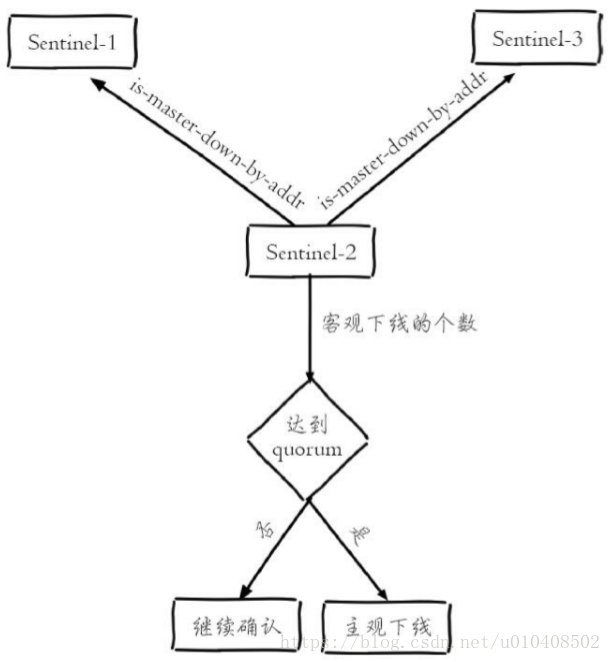 Sentinel-1
Sentinel-3
is-master-down-by-addr
is-master-down-by-addr
Sentinel-2
客观下线的个数
达到
quorum
否
是
继续确认
主观下线
https://blog.csdn.net/u010408502